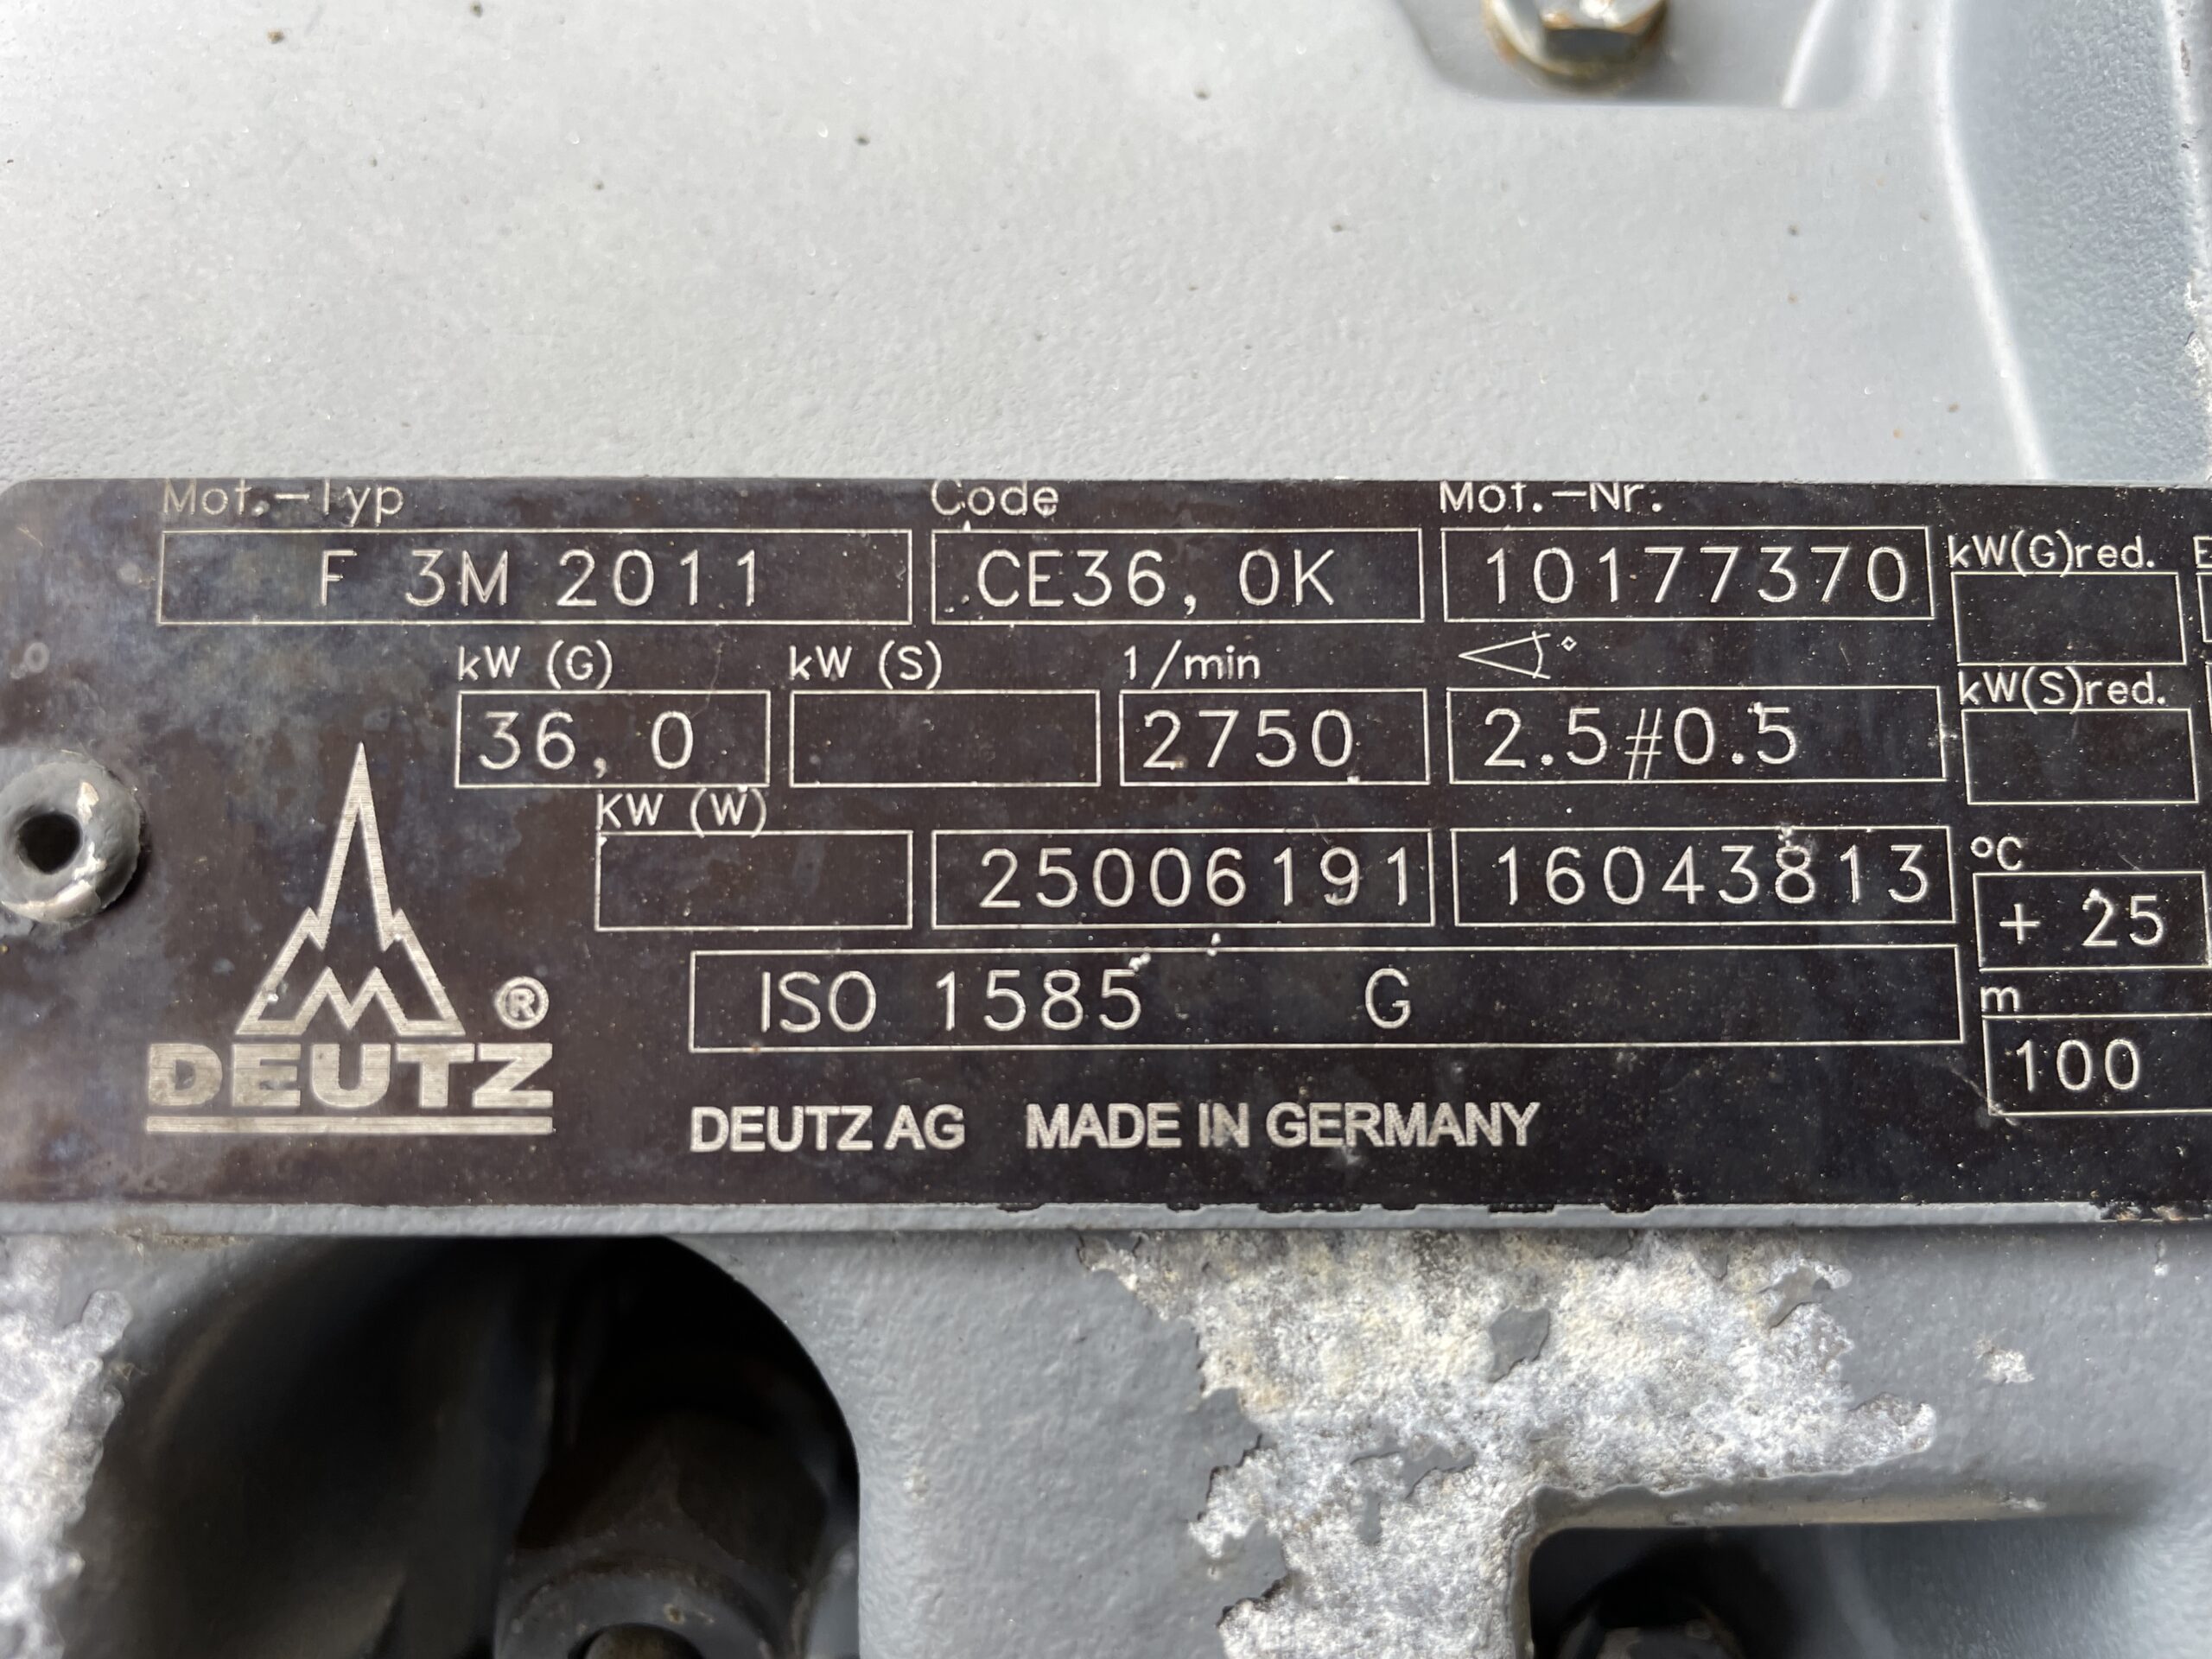 Mot.-Typ Code Mot.-Nr.
F 3M 2011 CE36, 0K 10177370 kW(G)red.
kW (G) kW (S) 1/min °
36, 0 2750 2.5#0.5 kW(S)red.
KW (W)
25006191 16043813 °C
+ 25
ISO 1585 G m
100
DEUTZ ®
DEUTZ AG MADE IN GERMANY